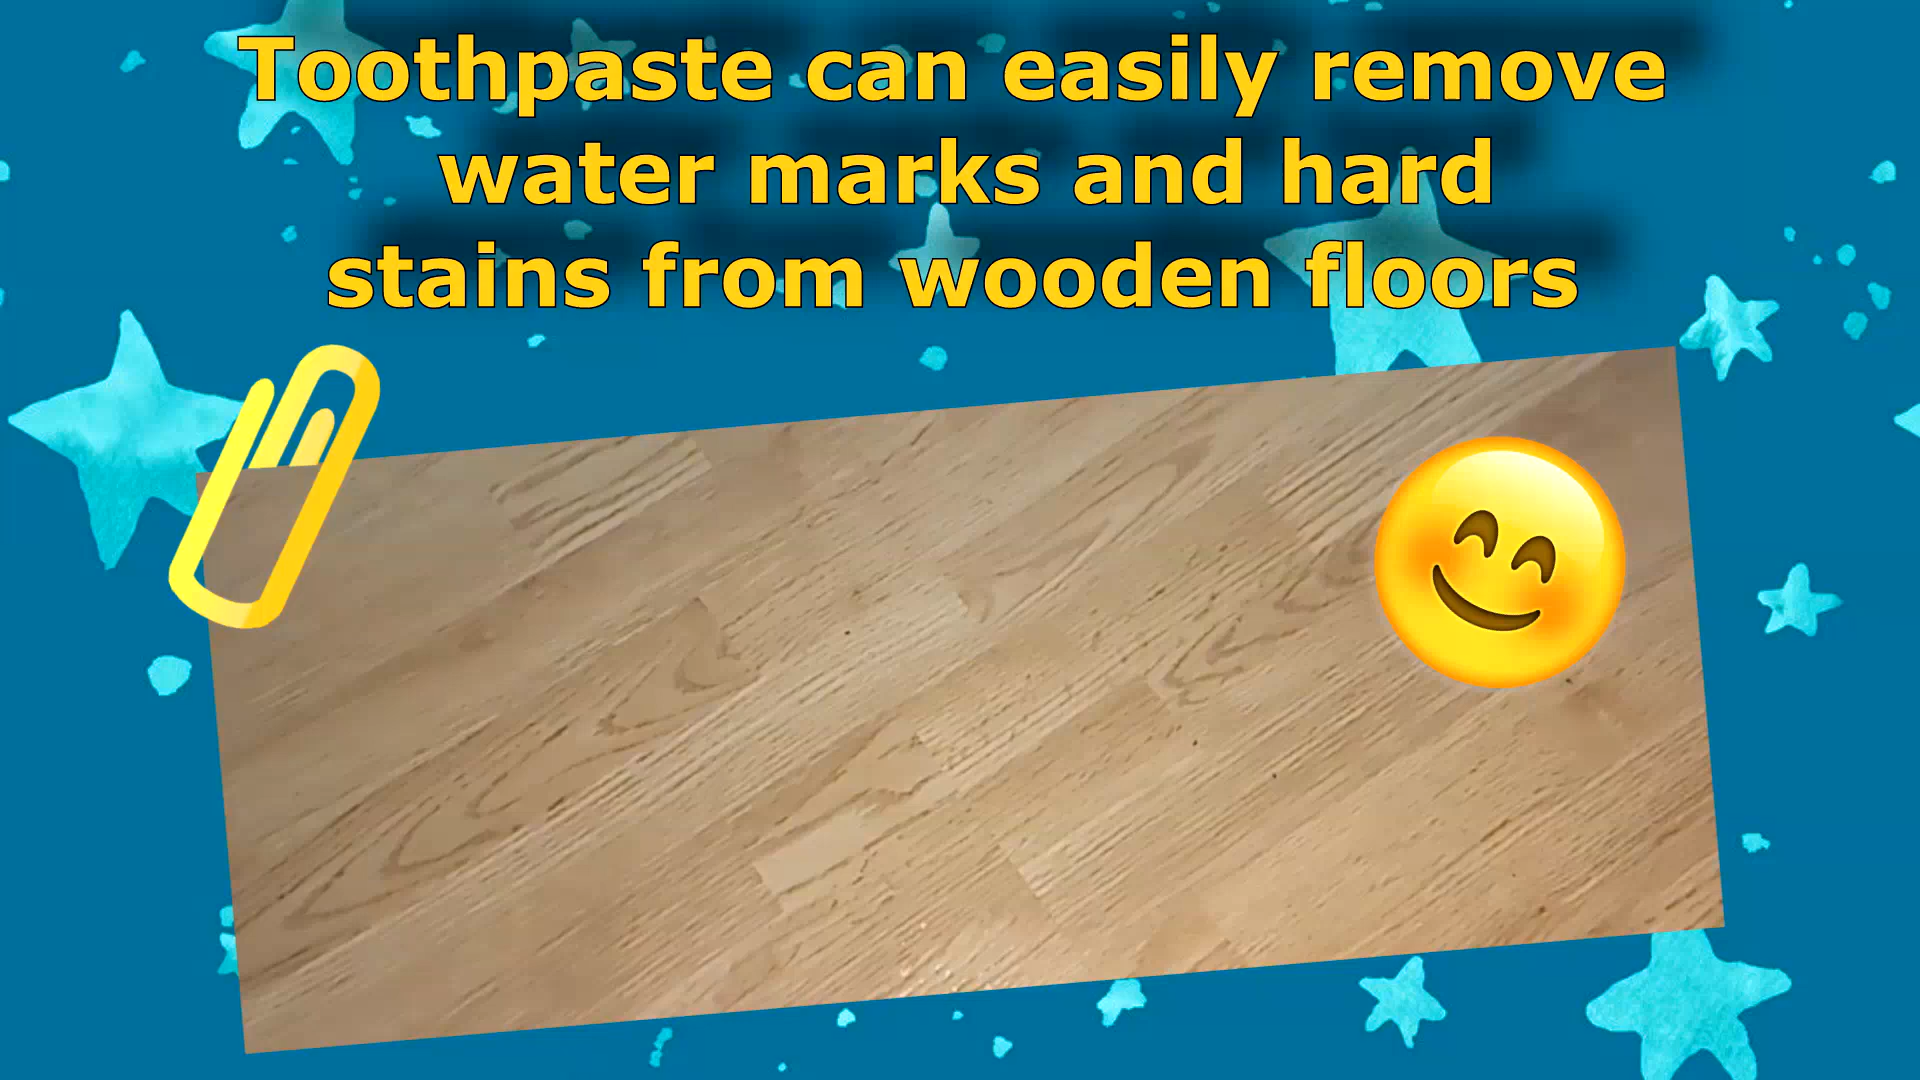 Toothpaste can easily remove
water marks and hard
stains from wooden floors